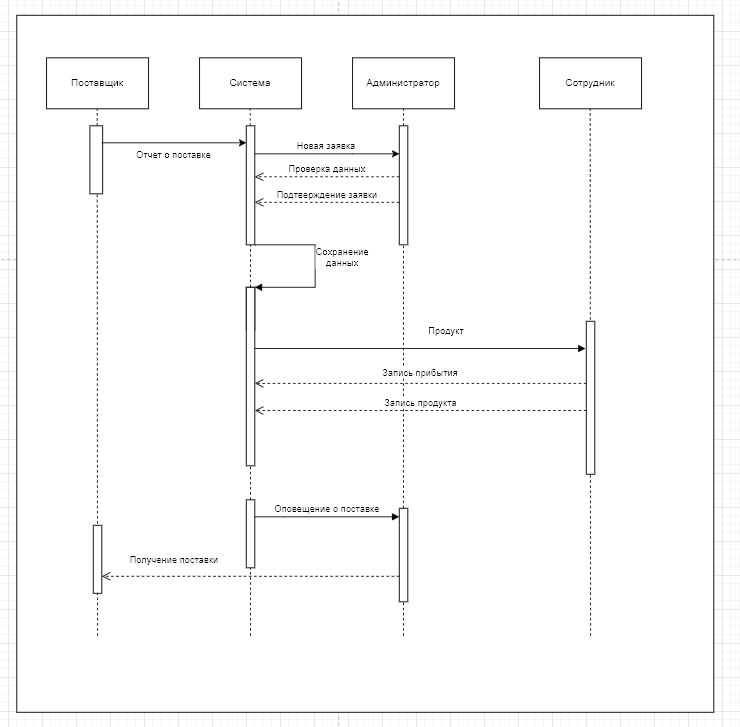 Поставщик
Система
Администратор
Сотрудник
Отчет о поставке
Новая заявка
Проверка данных
Подтверждение заявки
Сохранение
данных
Продукт
Запись прибытия
Запись продукта
Оповещение о поставке
Получение поставки